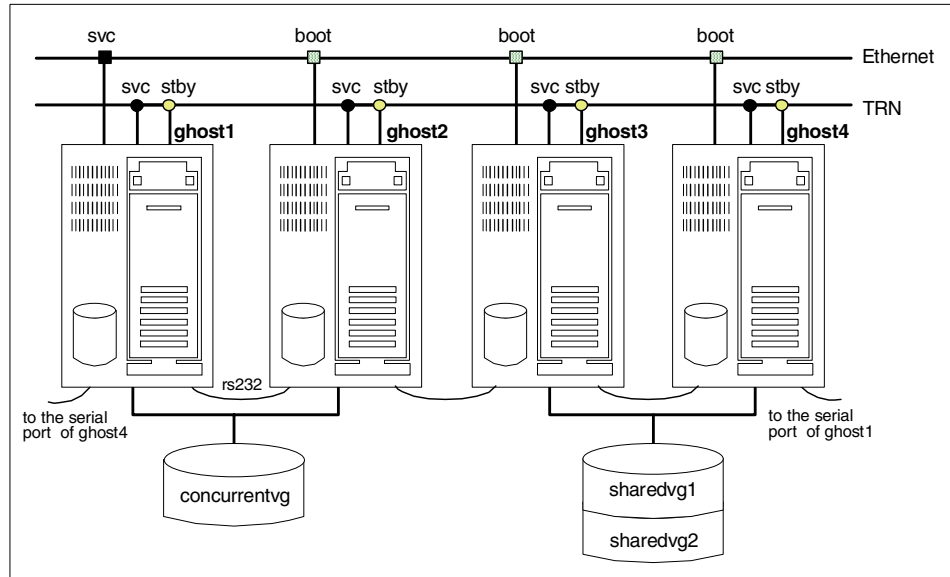 svc
boot
boot
boot
Ethernet
svc stby
svc stby
svc stby
svc stby
TRN
ghost1
ghost2
ghost3
ghost4
rs232
to the serial
port of ghost4
to the serial
port of ghost1
concurrentvg
sharedvg1
sharedvg2